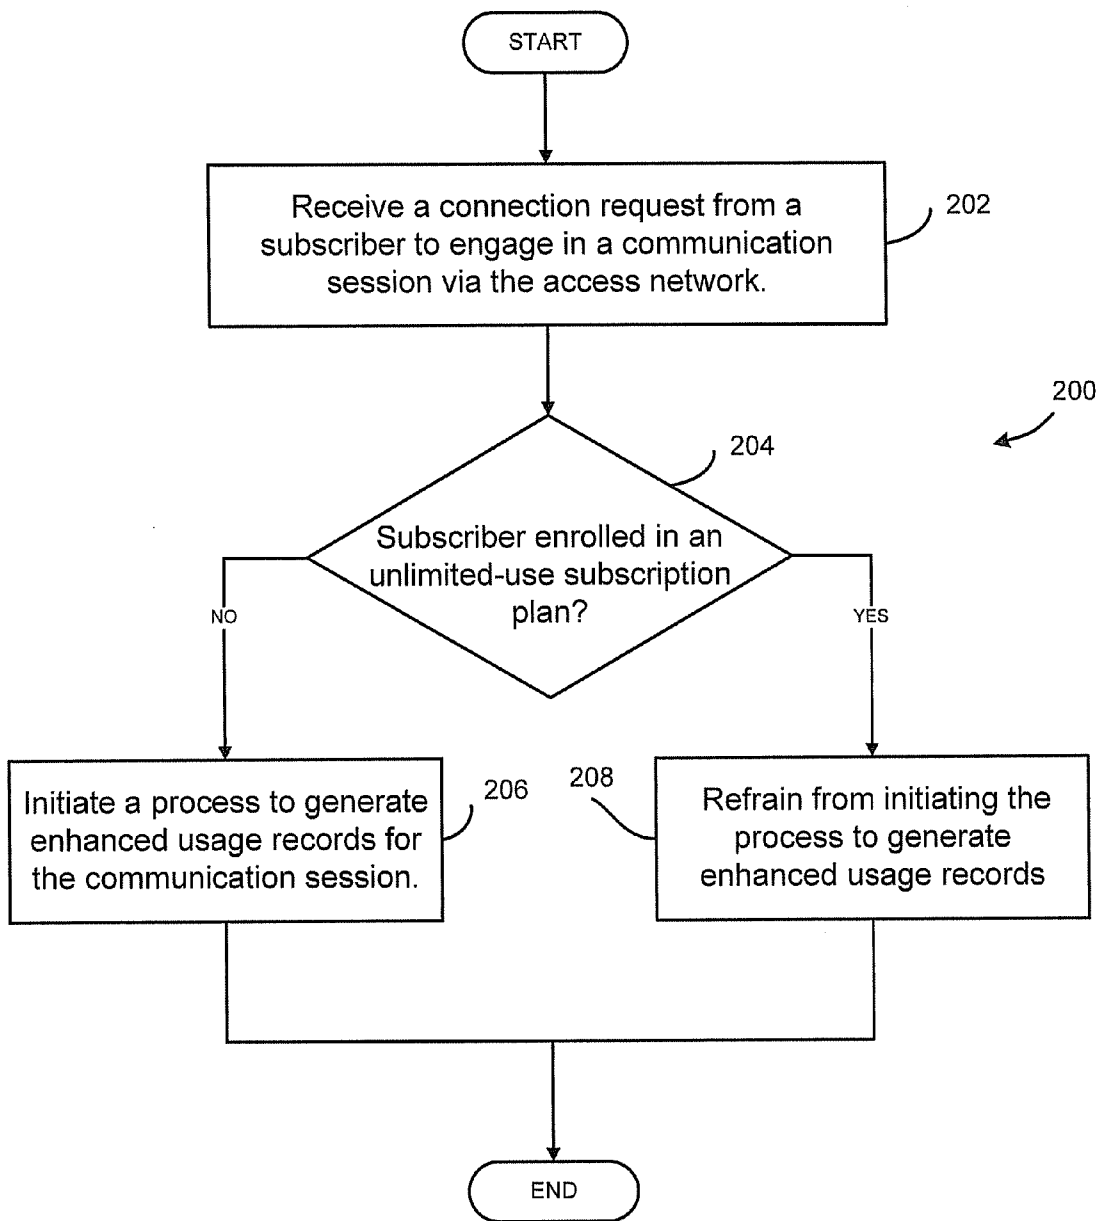 START
Receive a connection request from a
subscriber to engage in a communication
session via the access network.
202
200
204
Subscriber enrolled in an
unlimited-use subscription
plan?
NO
YES
Initiate a process to generate
enhanced usage records for
the communication session.
206
208
Refrain from initiating the
process to generate
enhanced usage records
END